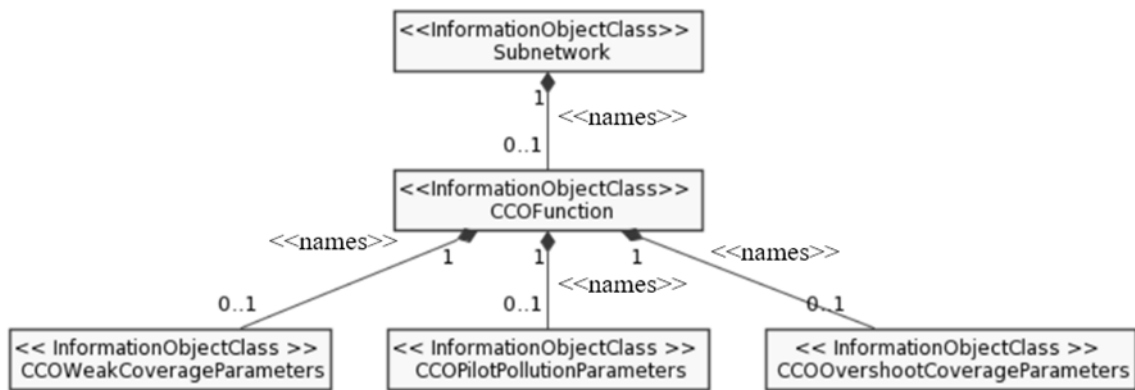 <<InformationObjectClass>>
Subnetwork
1
<<names>>
0..1
<<InformationObjectClass>>
CCOFunction
<<names>>
1
1
1
<<names>>
<<names>>
0..1
0..1
0..1
<< InformationObjectClass >>
CCOWeakCoverageParameters
<< InformationObjectClass >>
CCOPilotPollutionParameters
<< InformationObjectClass >>
CCOOvershootCoverageParameters